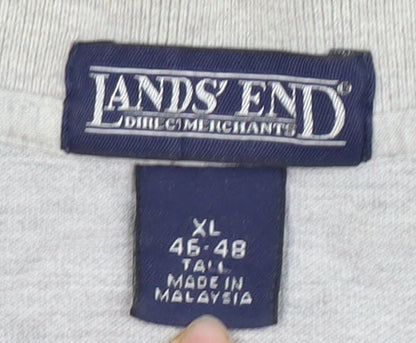 LANDS' END®
DIRECT MERCHANTS
XL
46-48
TALL
MADE IN
MALAYSIA